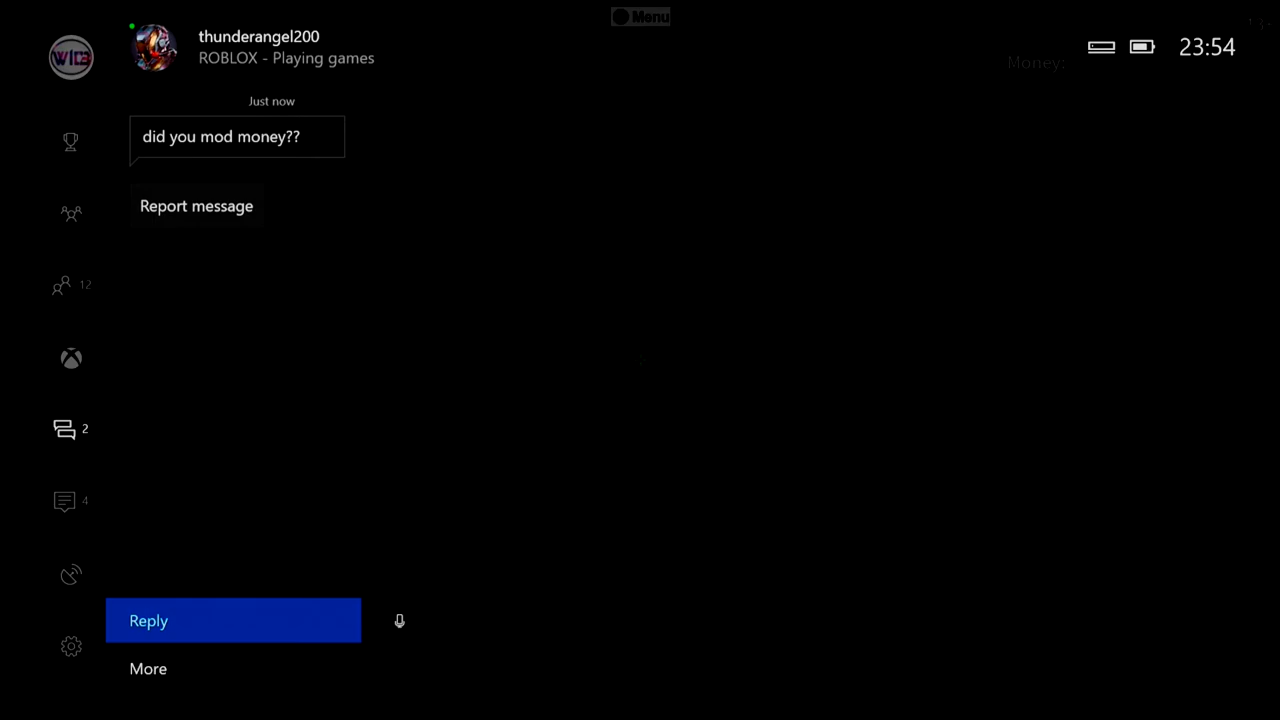 Menu
thunderangel200
ROBLOX - Playing games
23:54
Money:
Just now
did you mod money??
Report message
12
2
4
Reply
More